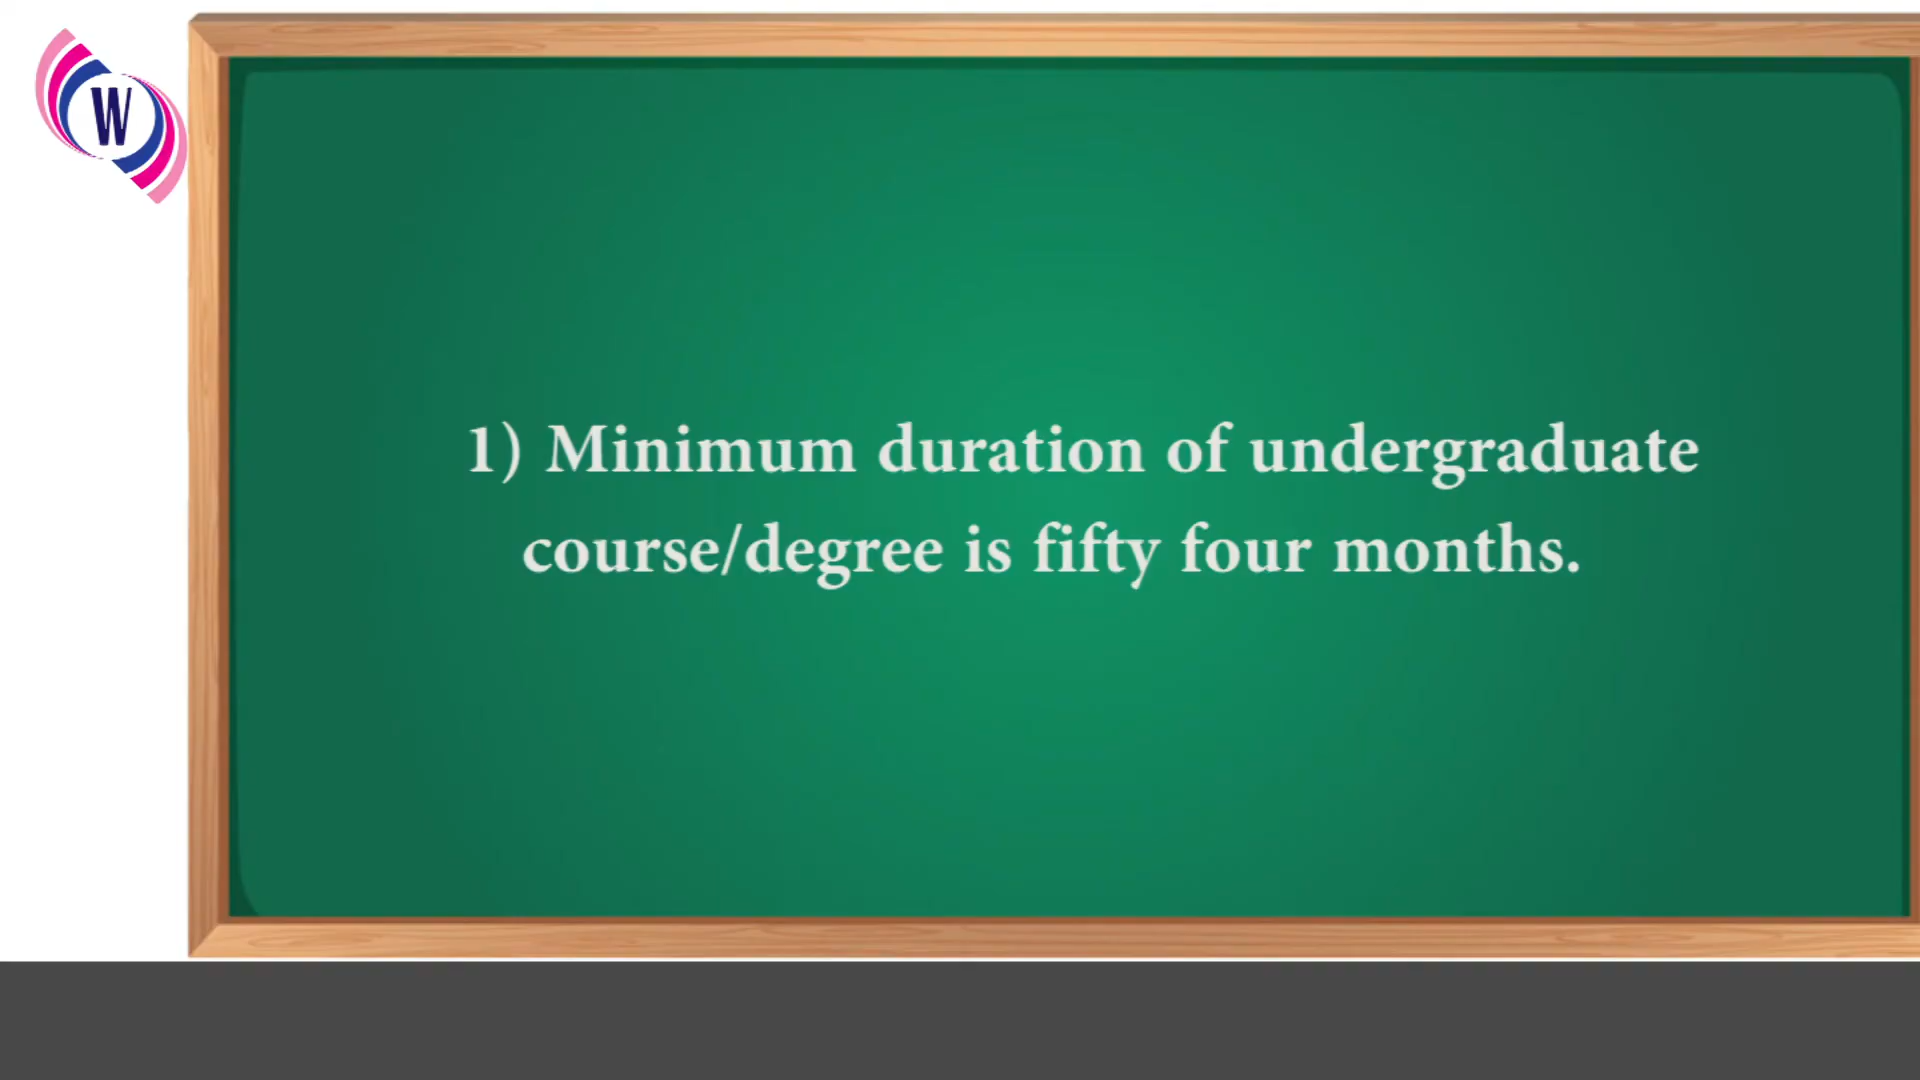 W
1) Minimum duration of undergraduate
course/degree is fifty four months.